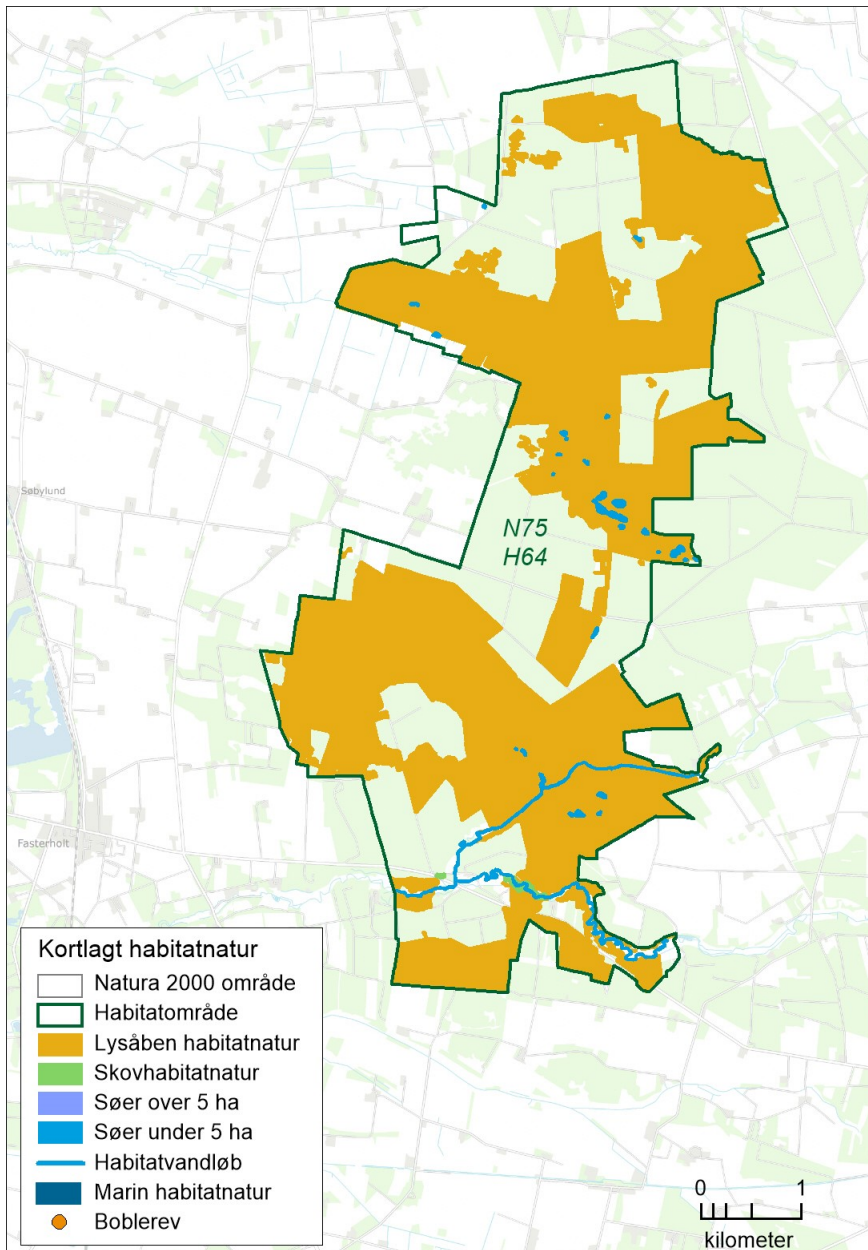 Søbylund
N75
H64
Fasterholt
Kortlagt habitatnatur
Natura 2000 område
Habitatområde
Lysåben habitatnatur
Skovhabitatnatur
Søer over 5 ha
Søer under 5 ha
Habitatvandløb
Marin habitatnatur
Boblerev
0 1
kilometer